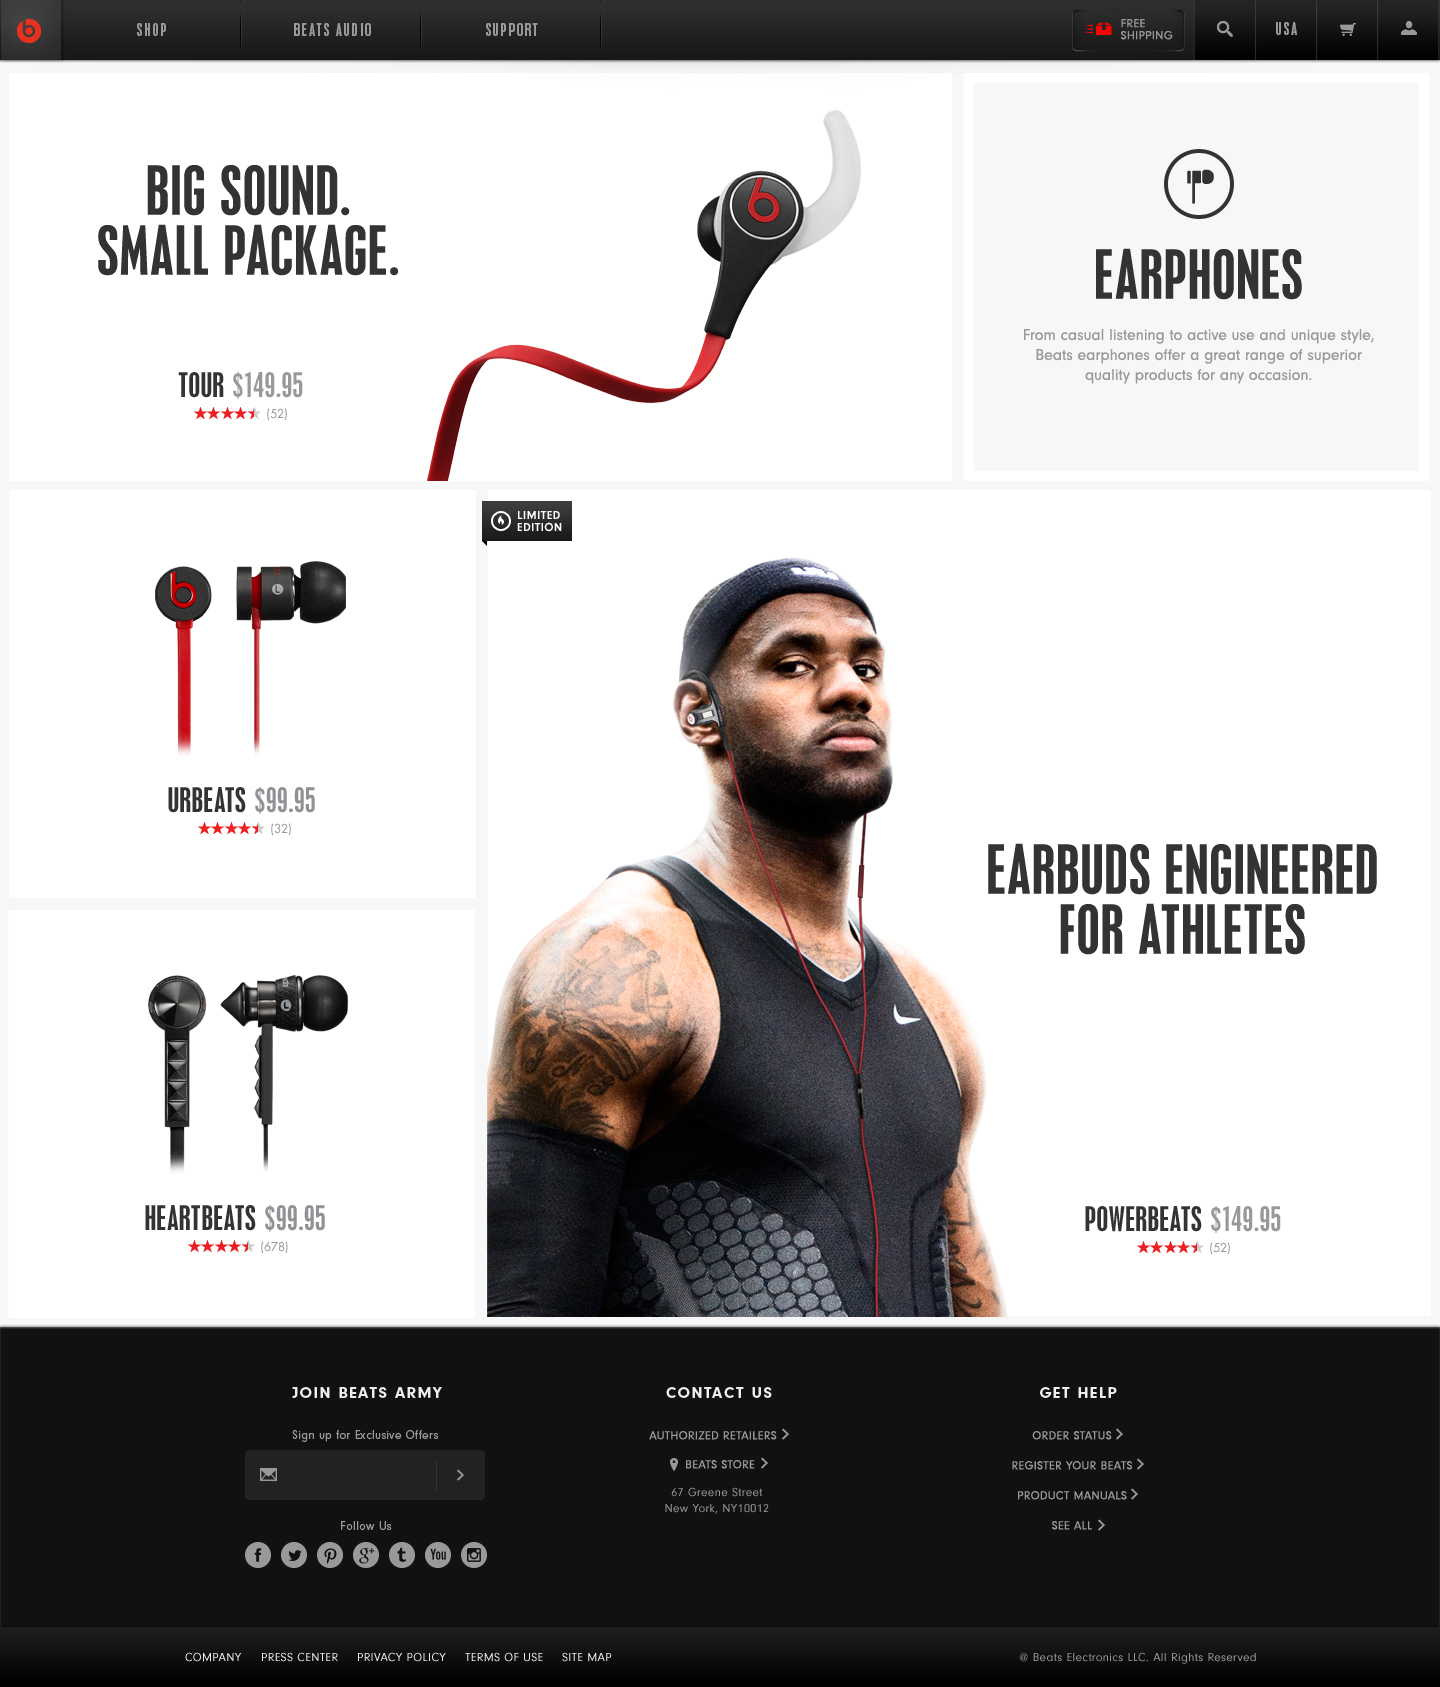 SHOP
BEATS AUDIO
SUPPORT
FREE
SHIPPING
USA
BIG SOUND.
SMALL PACKAGE.
TOUR $149.95
(52)
EARPHONES
From casual listening to active use and unique style,
Beats earphones offer a great range of superior
quality products for any occasion.
LIMITED
EDITION
L
URBEATS $99.95
(32)
EARBUDS ENGINEERED
FOR ATHLETES
L
HEARTBEATS $99.95
(678)
POWERBEATS $149.95
(52)
JOIN BEATS ARMY
Sign up for Exclusive Offers
Follow Us
You
CONTACT US
AUTHORIZED RETAILERS
BEATS STORE
67 Greene Street
New York, NY10012
GET HELP
ORDER STATUS
REGISTER YOUR BEATS
PRODUCT MANUALS
SEE ALL
COMPANY PRESS CENTER PRIVACY POLICY TERMS OF USE SITE MAP
@ Beats Electronics LLC. All Rights Reserved